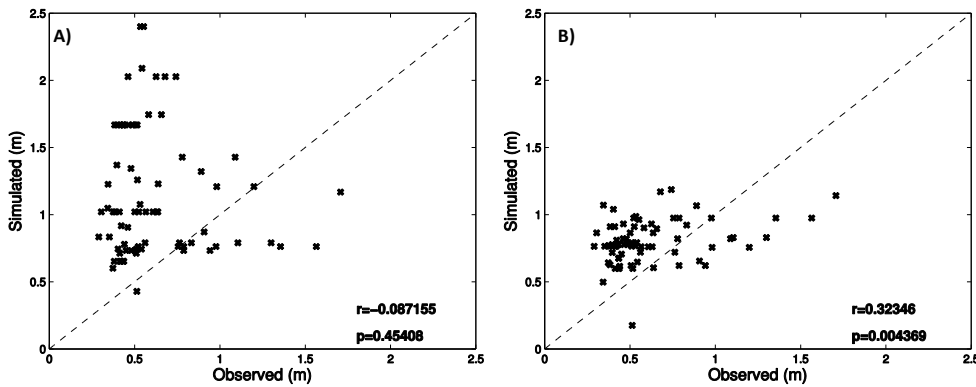 A)
2.5
2
1.5
1
0.5
0
Simulated (m)
r=−0.087155
p=0.45408
0 0.5 1 1.5 2 2.5
Observed (m)
B)
2.5
2
1.5
1
0.5
0
Simulated (m)
r=0.32346
p=0.004369
0 0.5 1 1.5 2 2.5
Observed (m)